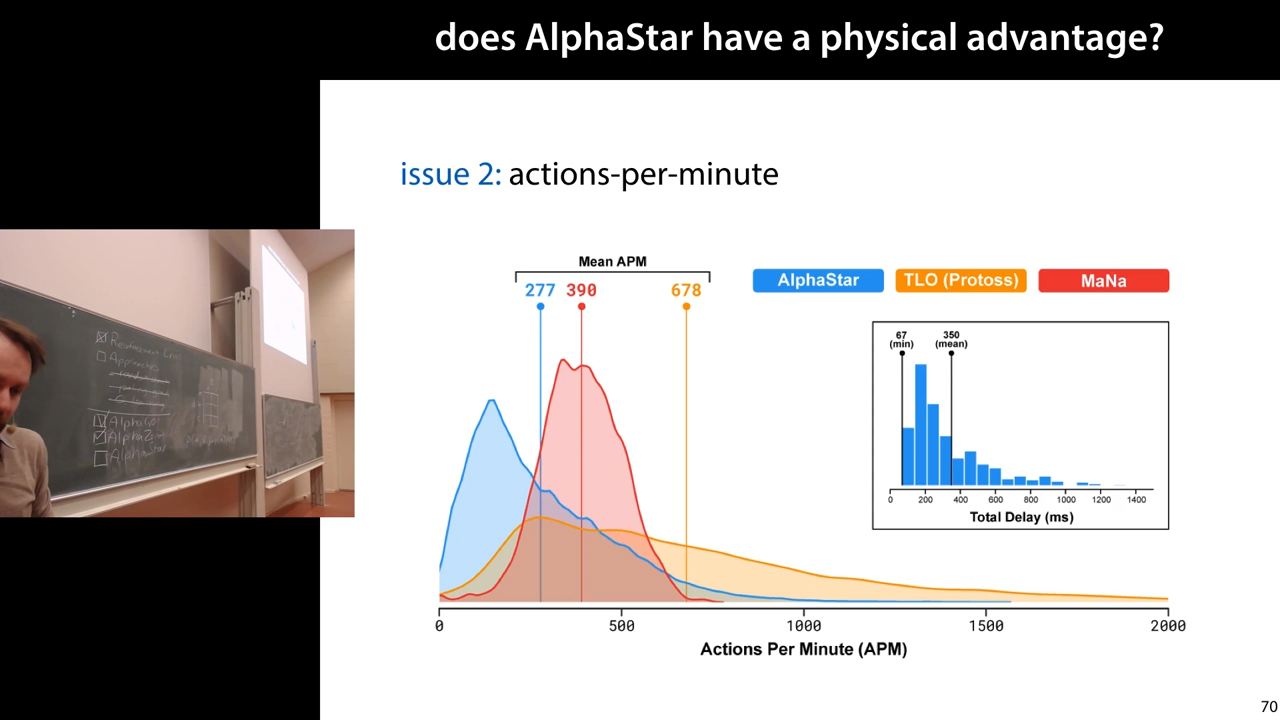 does AlphaStar have a physical advantage?
issue 2: actions-per-minute
Mean APM
277 390 678
AlphaStar TLO (Protoss) MaNa
67 350
(min) (mean)
0 200 400 600 800 1000 1200 1400
Total Delay (ms)
0 500 1000 1500 2000
Actions Per Minute (APM)
Approaches
AlphaGo
AlphaZero
AlphaStar
70